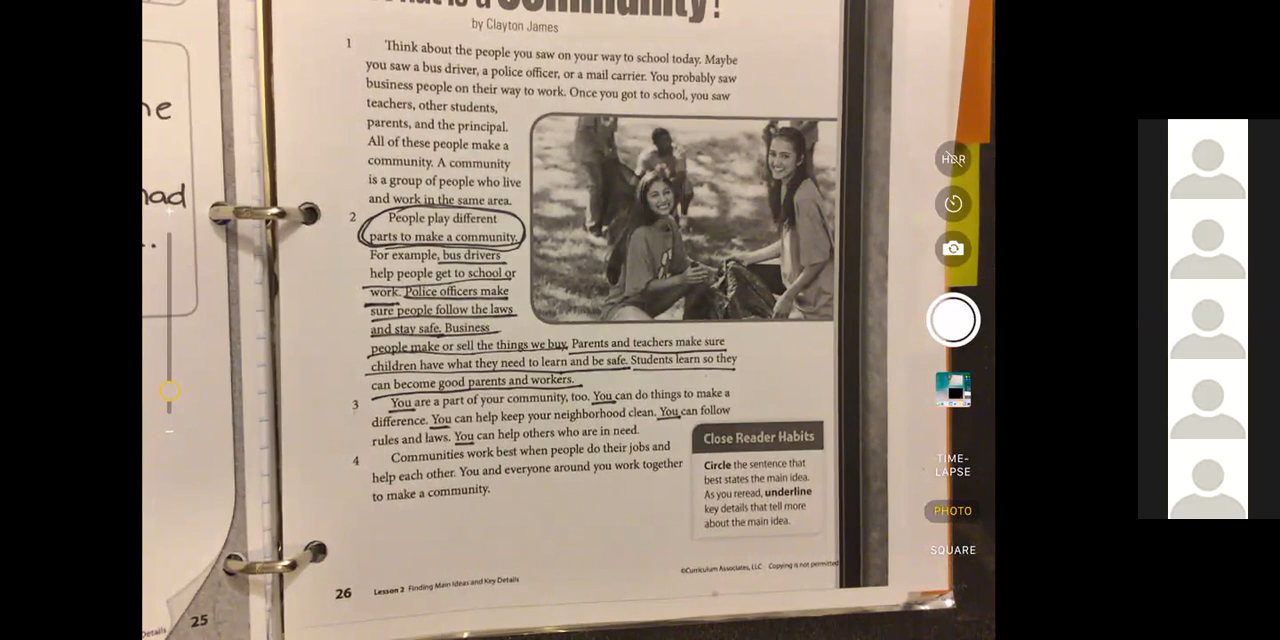 community!
by Clayton James
1 Think about the people you saw on your way to school today. Maybe
you saw a bus driver, a police officer, or a mail carrier. You probably saw
business people on their way to work. Once you got to school, you saw
teachers, other students,
parents, and the principal.
All of these people make a
community. A community
is a group of people who live
and work in the same area.
2 People play different
parts to make a community.
For example, bus drivers
help people get to school or
work. Police officers make
sure people follow the laws
and stay safe. Business
people make or sell the things we buy. Parents and teachers make sure
children have what they need to learn and be safe. Students learn so they
can become good parents and workers.
3 You are a part of your community, too. You can do things to make a
difference. You can help keep your neighborhood clean. You can follow
rules and laws. You can help others who are in need.
4 Communities work best when people do their jobs and
help each other. You and everyone around you work together
to make a community.
Close Reader Habits
Circle the sentence that
best states the main idea.
As you reread, underline
key details that tell more
about the main idea.
©Curriculum Associates, LLC Copying is not permitted
26 Lesson 2 Finding Main Ideas and Key Details
25
HDR
TIME-
LAPSE
PHOTO
SQUARE